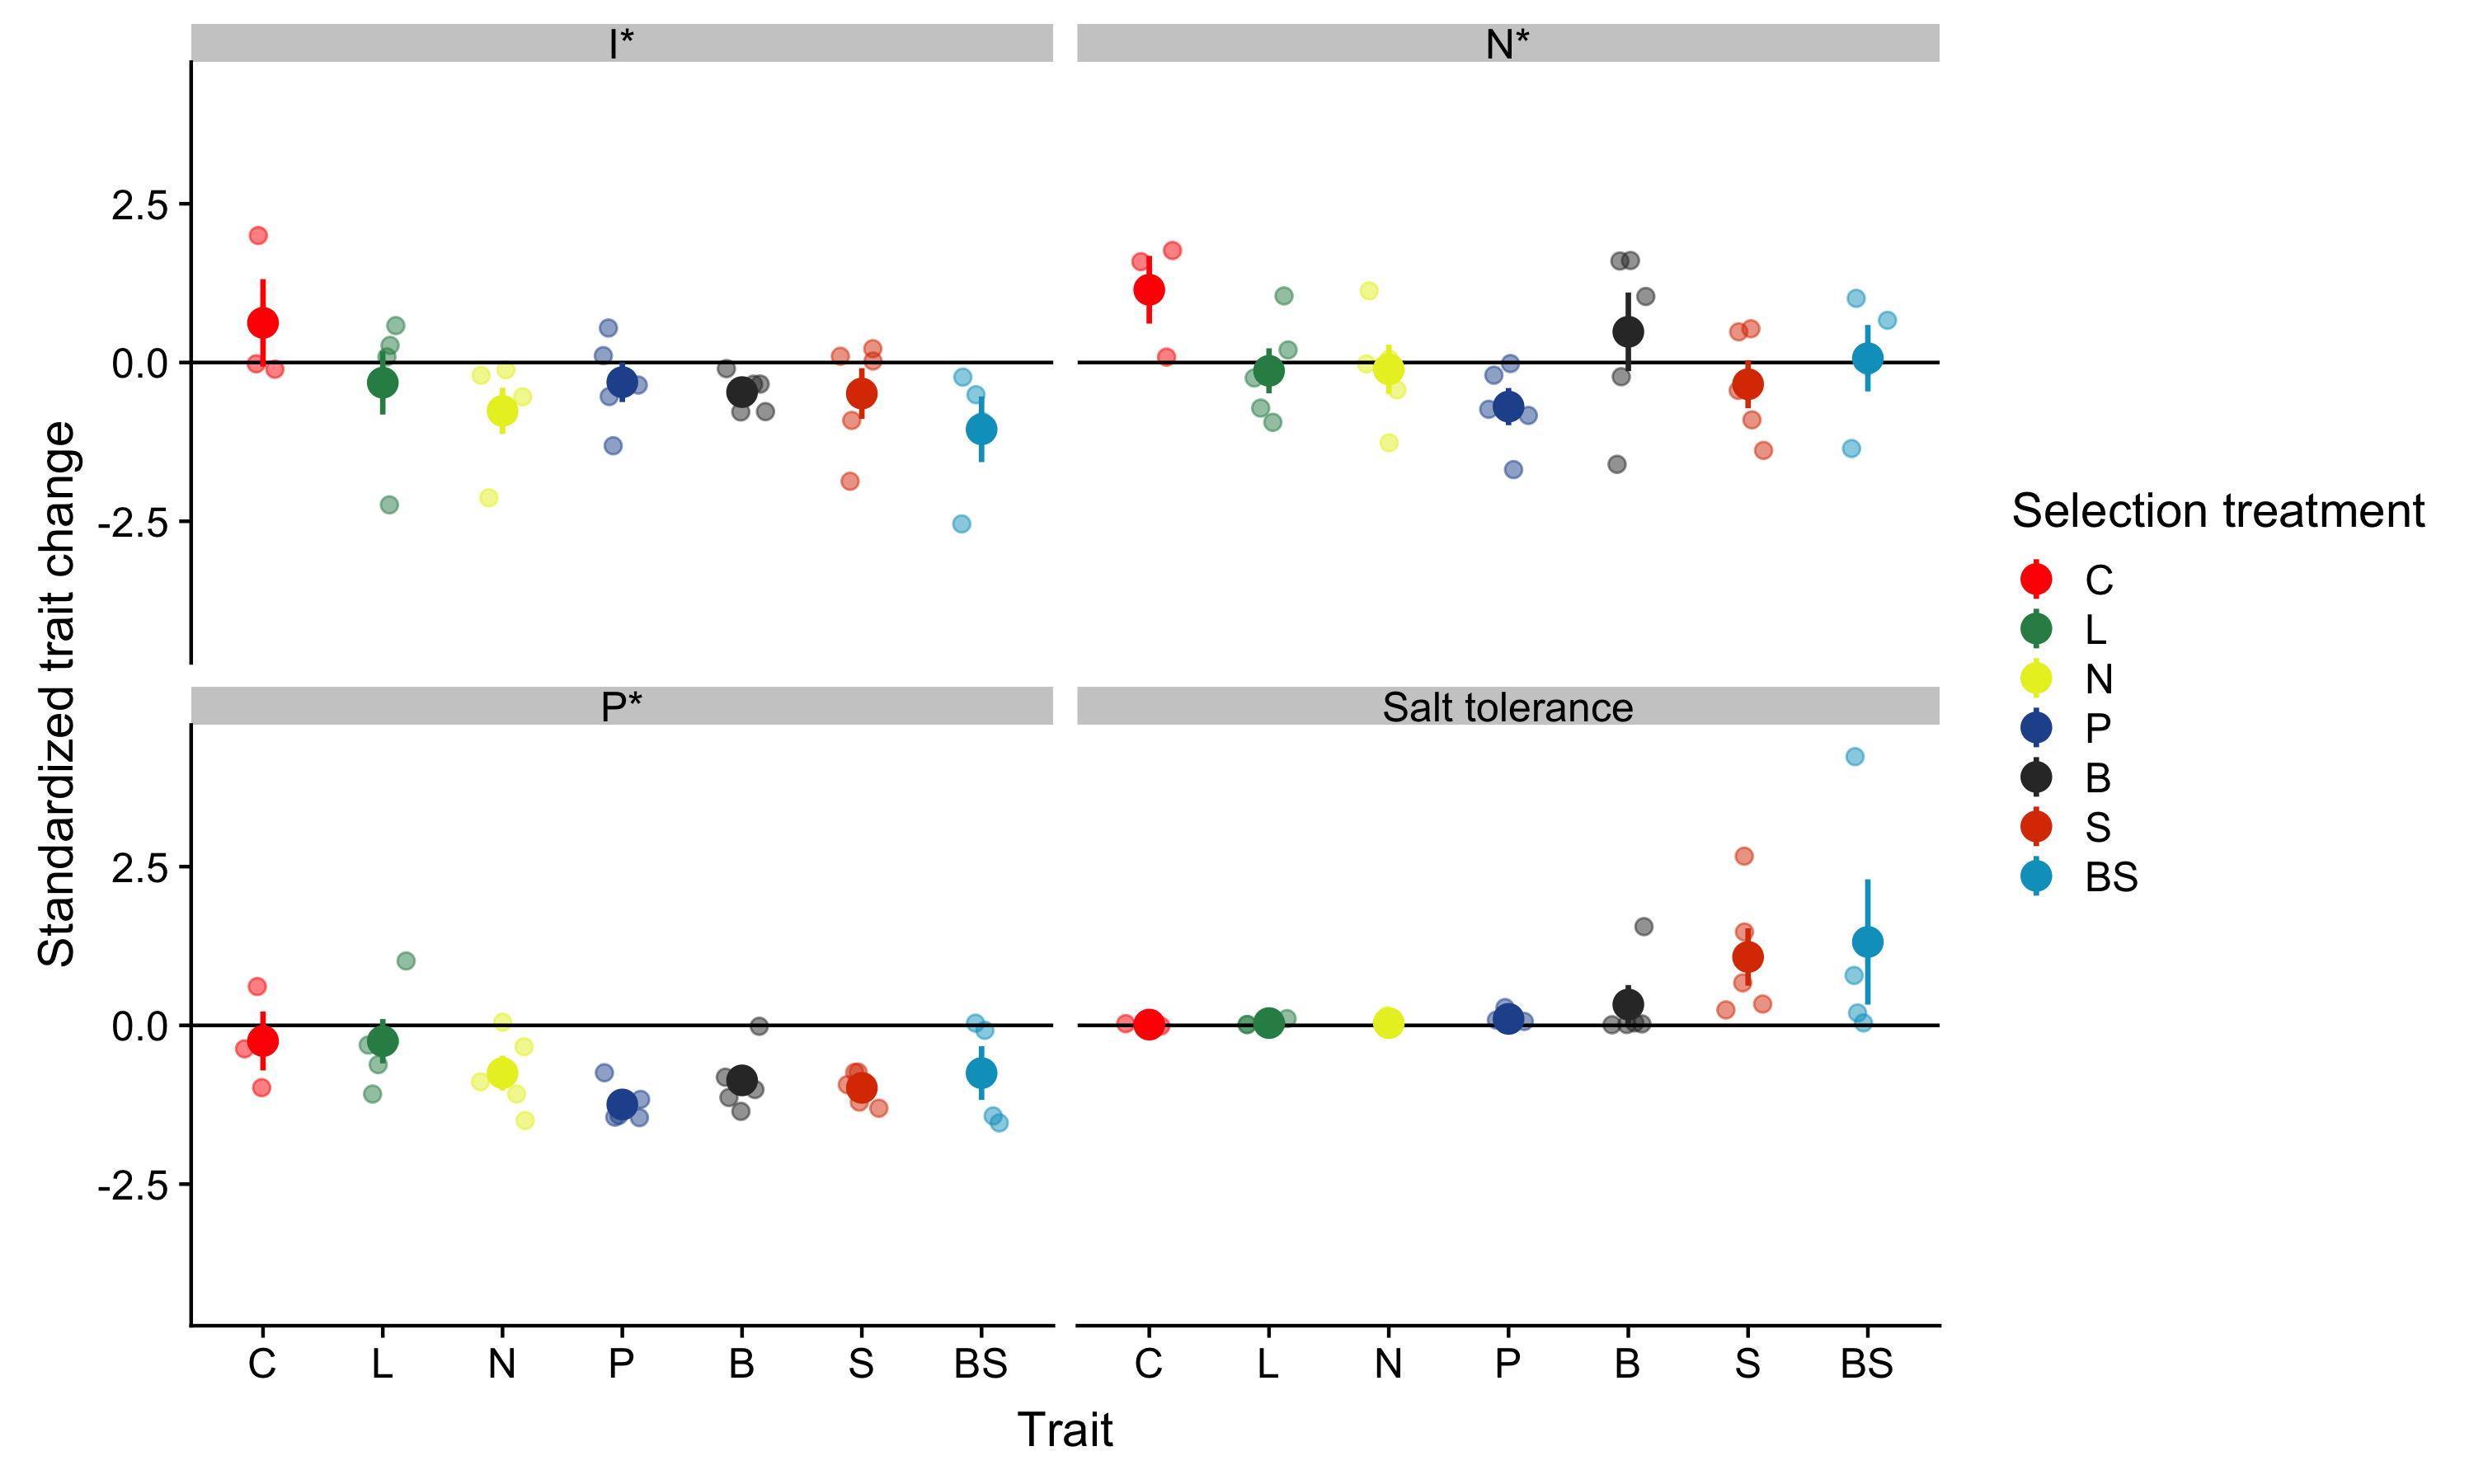 I*
N*
2.5
0.0
-2.5
P*
Salt tolerance
2.5
0.0
-2.5
C L N P B S BS
C L N P B S BS
Trait
Standardized trait change
Selection treatment
C
L
N
P
B
S
BS